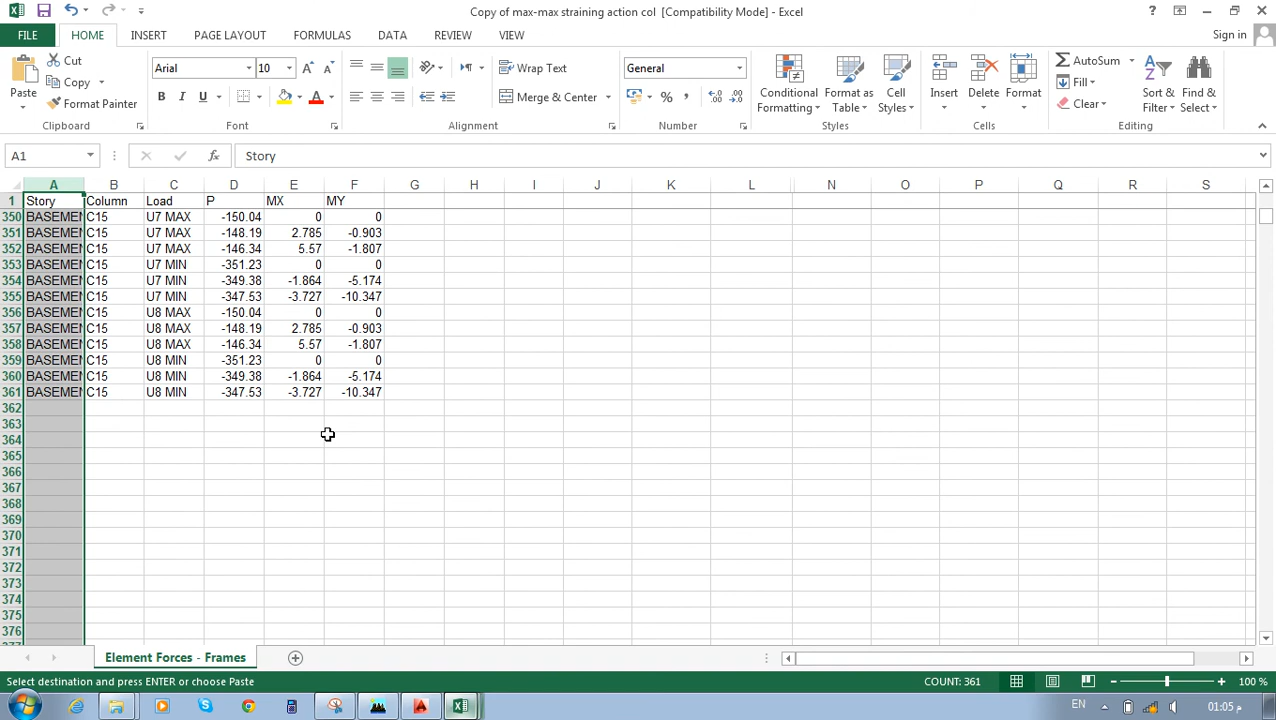 Copy of max-max straining action col [Compatibility Mode] - Excel
FILE HOME INSERT PAGE LAYOUT FORMULAS DATA REVIEW VIEW Sign in
Paste
Cut
Copy
Format Painter
Clipboard
Arial 10
B I U
Font
Wrap Text
Merge & Center
Alignment
General
%
Number
Conditional Formatting
Format as Table
Cell Styles
Styles
Insert
Delete
Format
Cells
AutoSum
Fill
Clear
Sort & Filter
Find & Select
Editing
A1 fx Story
A B C D E F G H I J K L N O P Q R S
1 Story Column Load P MX MY
350 BASEMEN C15 U7 MAX -150.04 0 0
351 BASEMEN C15 U7 MAX -148.19 2.785 -0.903
352 BASEMEN C15 U7 MAX -146.34 5.57 -1.807
353 BASEMEN C15 U7 MIN -351.23 0 0
354 BASEMEN C15 U7 MIN -349.38 -1.864 -5.174
355 BASEMEN C15 U7 MIN -347.53 -3.727 -10.347
356 BASEMEN C15 U8 MAX -150.04 0 0
357 BASEMEN C15 U8 MAX -148.19 2.785 -0.903
358 BASEMEN C15 U8 MAX -146.34 5.57 -1.807
359 BASEMEN C15 U8 MIN -351.23 0 0
360 BASEMEN C15 U8 MIN -349.38 -1.864 -5.174
361 BASEMEN C15 U8 MIN -347.53 -3.727 -10.347
362
363
364
365
366
367
368
369
370
371
372
373
374
375
376
Element Forces - Frames
Select destination and press ENTER or choose Paste COUNT: 361 100 %
EN 01:05 م